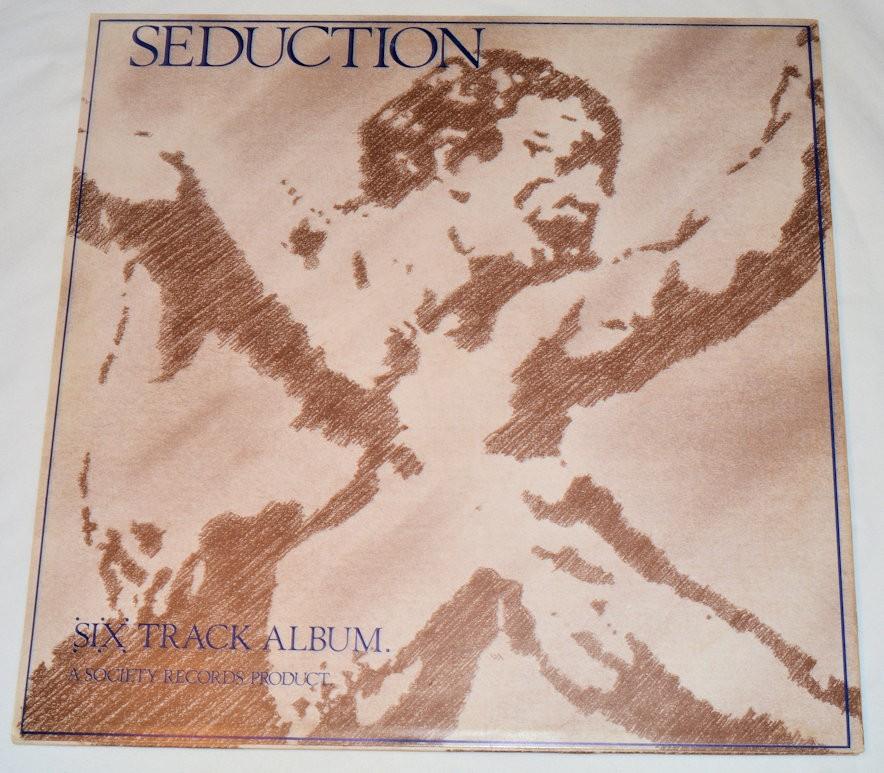 SEDUCTION
SIX TRACK ALBUM.
A SOCIETY RECORDS PRODUCT.